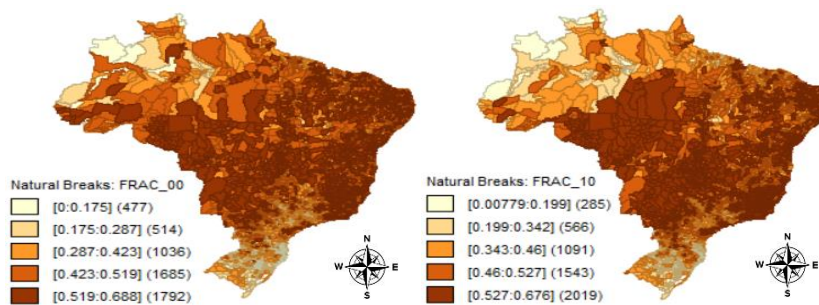 Natural Breaks: FRAC_00
[0:0.175] (477)
[0.175:0.287] (514)
[0.287:0.423] (1036)
[0.423:0.519] (1685)
[0.519:0.688] (1792)
N
W E
S
Natural Breaks: FRAC_10
[0.00779:0.199] (285)
[0.199:0.342] (566)
[0.343:0.46] (1091)
[0.46:0.527] (1543)
[0.527:0.676] (2019)
N
W E
S